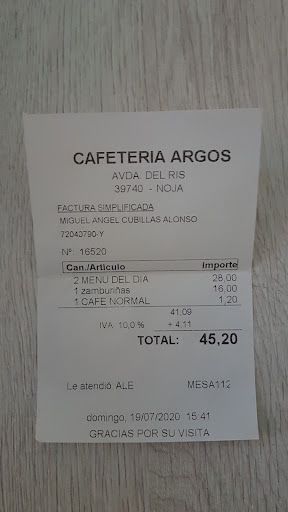 CAFETERIA ARGOS
AVDA. DEL RIS
39740 - NOJA
FACTURA SIMPLIFICADA
MIGUEL ANGEL CUBILLAS ALONSO
72043790-Y
Nº: 16520
Can./Artículo Importe
2 MENU DEL DIA 28,00
1 zamburiñas 16,00
1 CAFE NORMAL 1,20
41,09
IVA 10,0 % + 4,11
TOTAL: 45,20
Le atendió ALE MESA112
domingo, 19/07/2020 15:41
GRACIAS POR SU VISITA